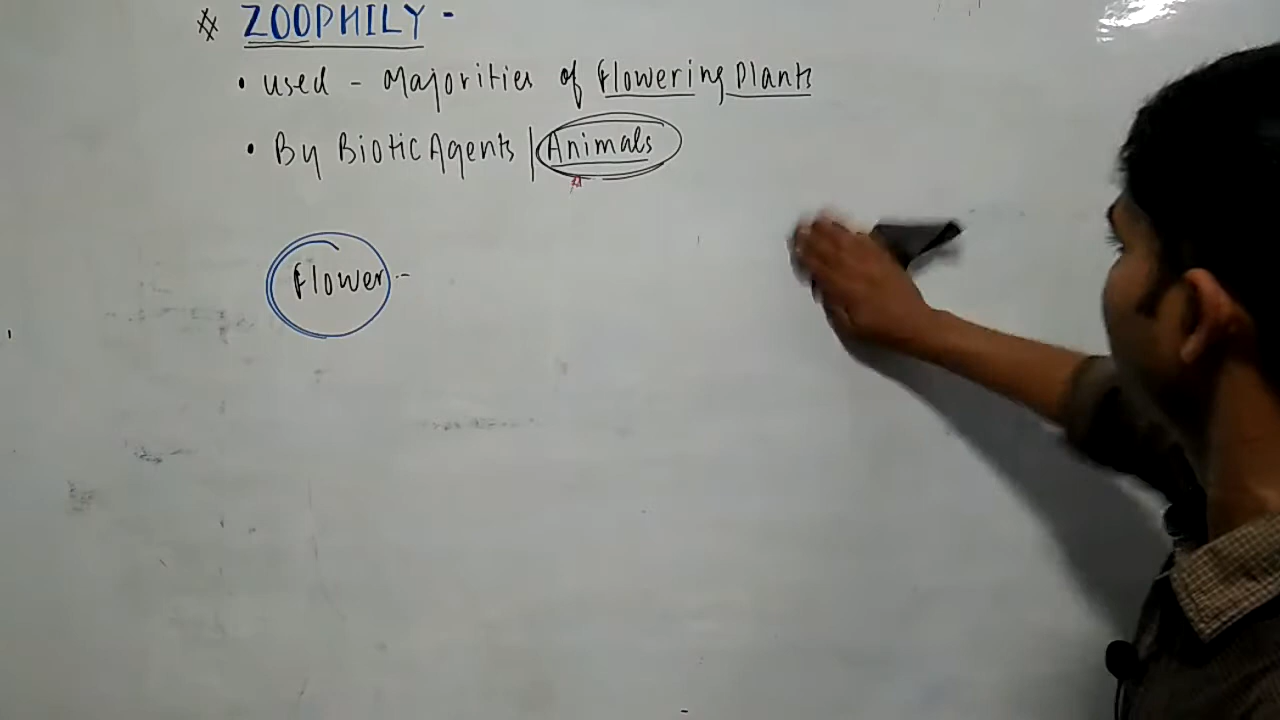 * ZOOPHILY -
• Used - Majorities of Flowering Plants
• By Biotic Agents | Animals
Flower -